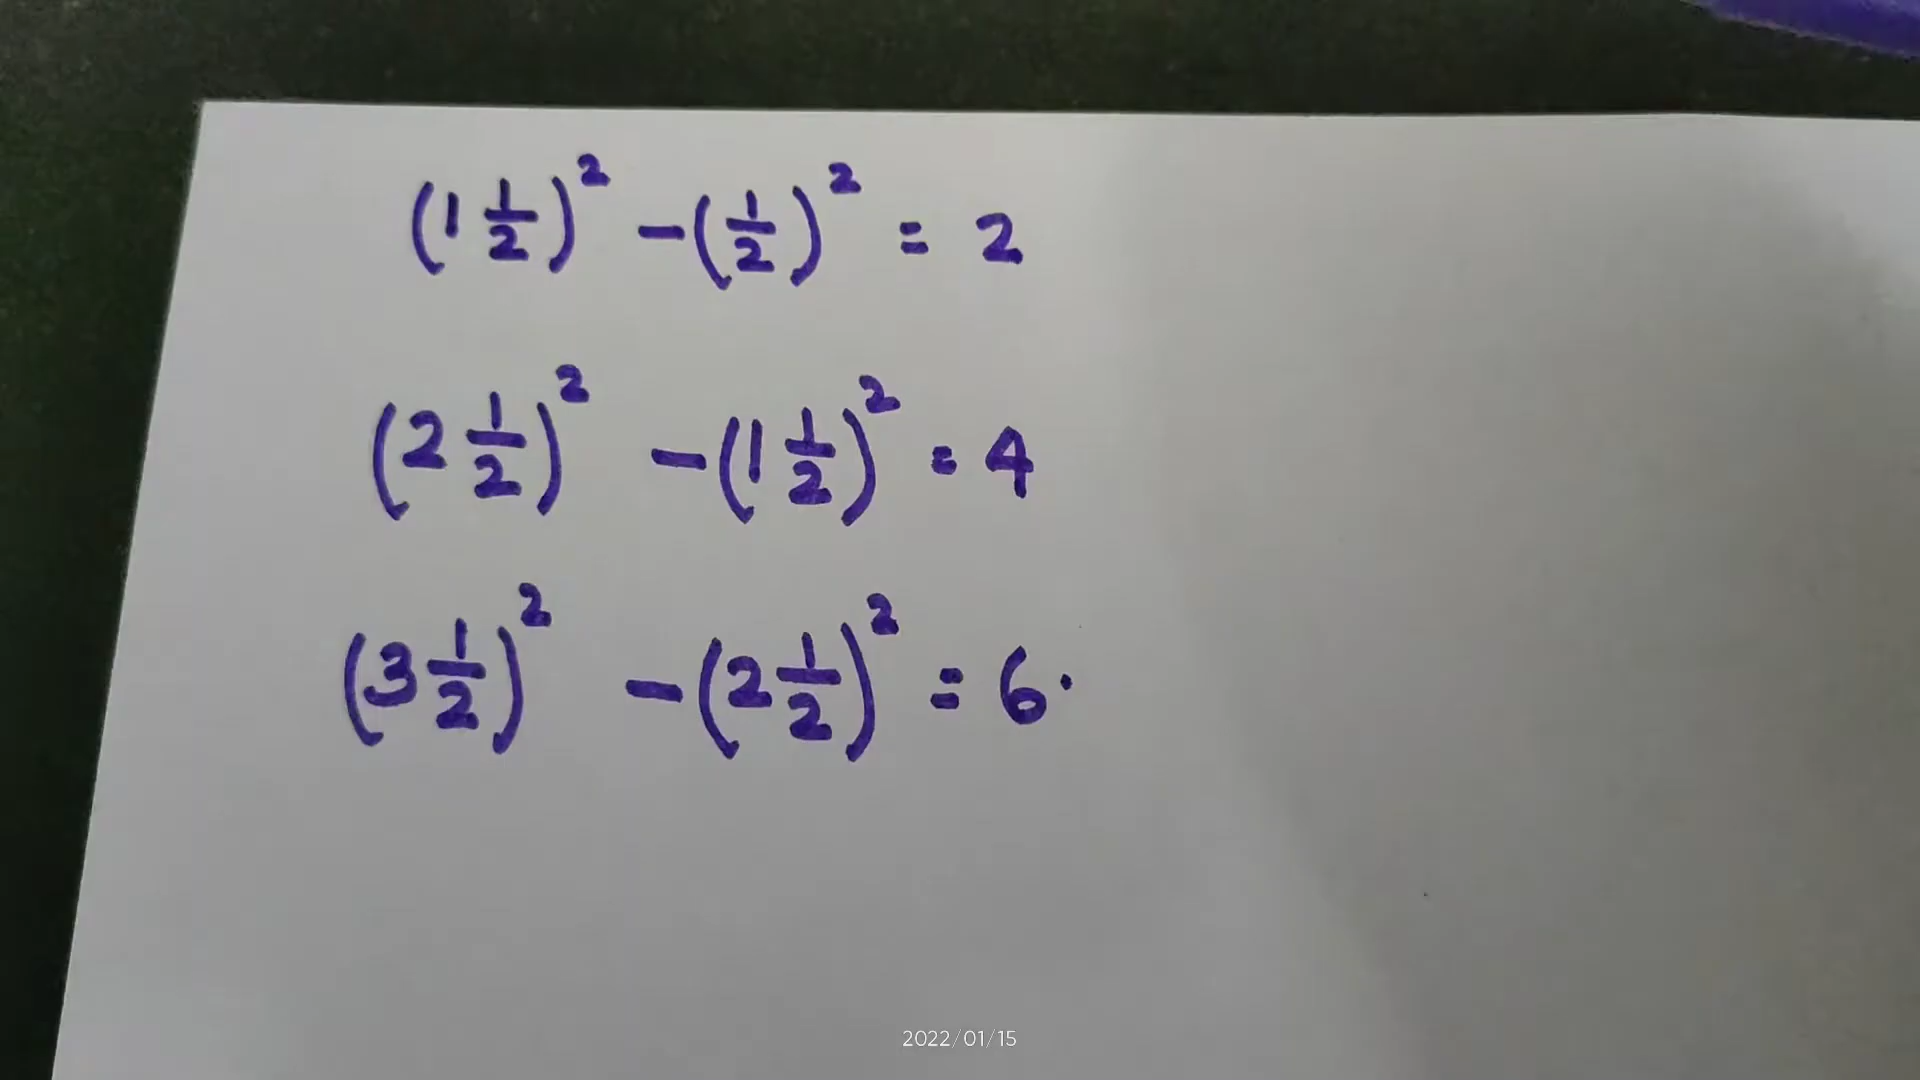 (1 1/2)² - (1/2)² = 2
(2 1/2)² - (1 1/2)² = 4
(3 1/2)² - (2 1/2)² = 6.
2022/01/15